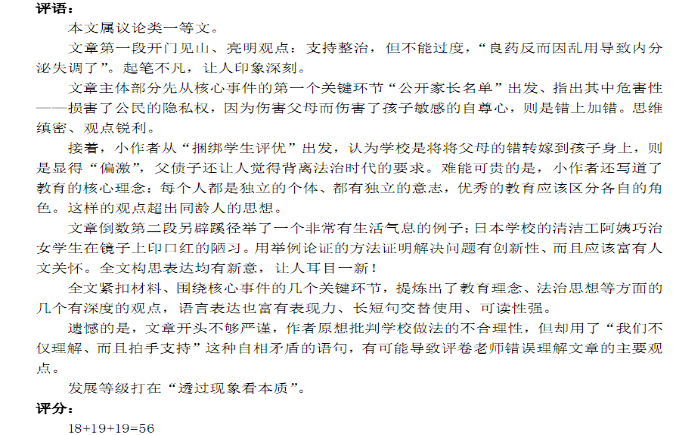 评语：
本文属议论类一等文。
文章第一段开门见山、亮明观点：支持整治，但不能过度，“良药反而因乱用导致内分
泌失调了”。起笔不凡，让人印象深刻。
文章主体部分先从核心事件的第一个关键环节“公开家长名单”出发、指出其中危害性
——损害了公民的隐私权，因为伤害父母而伤害了孩子敏感的自尊心，则是错上加错。思维
缜密、观点锐利。
接着，小作者从“捆绑学生评优”出发，认为学校是将将父母的错转嫁到孩子身上，则
是显得“偏激”，父债子还让人觉得背离法治时代的要求。难能可贵的是，小作者还写道了
教育的核心理念：每个人都是独立的个体、都有独立的意志，优秀的教育应该区分各自的角
色。这样的观点超出同龄人的思想。
文章倒数第二段另辟蹊径举了一个非常有生活气息的例子：日本学校的清洁工阿姨巧治
女学生在镜子上印口红的陋习。用举例论证的方法证明解决问题有创新性、而且应该富有人
文关怀。全文构思表达均有新意，让人耳目一新！
全文紧扣材料、围绕核心事件的几个关键环节，提炼出了教育理念、法治思想等方面的
几个有深度的观点，语言表达也富有表现力、长短句交替使用、可读性强。
遗憾的是，文章开头不够严谨，作者原想批判学校做法的不合理性，但却用了“我们不
仅理解、而且拍手支持”这种自相矛盾的语句，有可能导致评卷老师错误理解文章的主要观
点。
发展等级打在“透过现象看本质”。
评分：
18+19+19=56